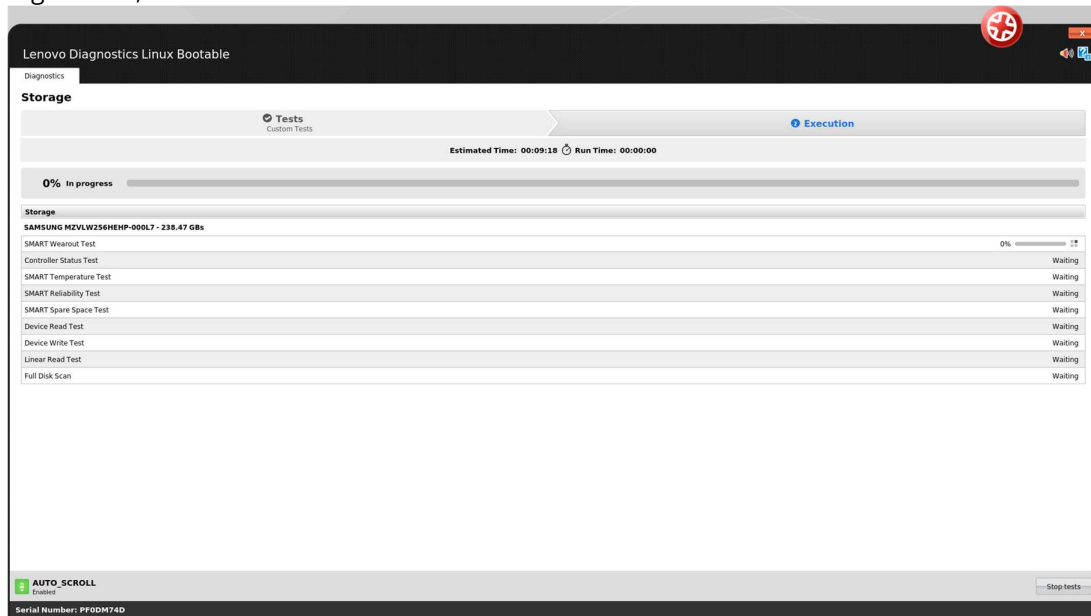 Lenovo Diagnostics Linux Bootable
Diagnostics
Storage
Tests
Custom Tests
2 Execution
Estimated Time: 00:09:18 Run Time: 00:00:00
0% In progress
Storage
SAMSUNG MZVLW256HEHP-000L7 - 238.47 GBs
SMART Wearout Test 0%
Controller Status Test Waiting
SMART Temperature Test Waiting
SMART Reliability Test Waiting
SMART Spare Space Test Waiting
Device Read Test Waiting
Device Write Test Waiting
Linear Read Test Waiting
Full Disk Scan Waiting
AUTO_SCROLL
Enabled
Stop tests
Serial Number: PF0DM74D